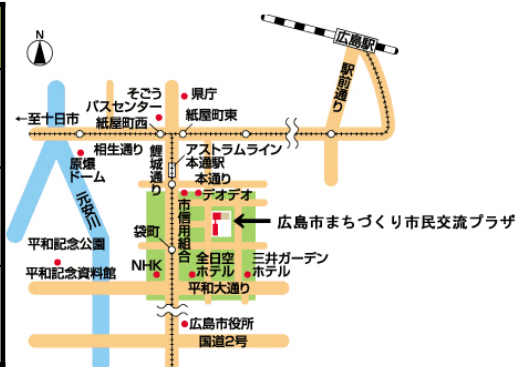 N
広島駅
駅前通り
そごう
バスセンター
県庁
紙屋町西
紙屋町東
←至十日市
相生通り
鯉城通り
アストラムライン
本通駅
本通り
原爆
ドーム
元安川
デオデオ
市信用組合
広島市まちづくり市民交流プラザ
袋町
平和記念公園
平和記念資料館
NHK
全日空
ホテル
三井ガーデン
ホテル
平和大通り
広島市役所
国道2号